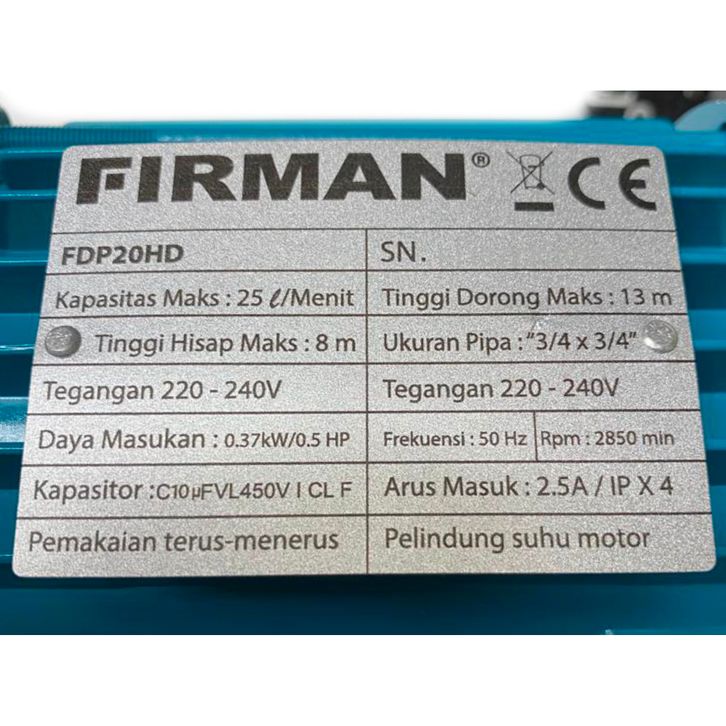 FIRMAN® CE
FDP20HD SN.
Kapasitas Maks : 25 ℓ/Menit Tinggi Dorong Maks : 13 m
Tinggi Hisap Maks : 8 m Ukuran Pipa : "3/4 x 3/4"
Tegangan 220 - 240V Tegangan 220 - 240V
Daya Masukan : 0.37kW/0.5 HP Frekuensi : 50 Hz Rpm : 2850 min
Kapasitor :C10µFVL450V I CL F Arus Masuk : 2.5A / IP X 4
Pemakaian terus-menerus Pelindung suhu motor